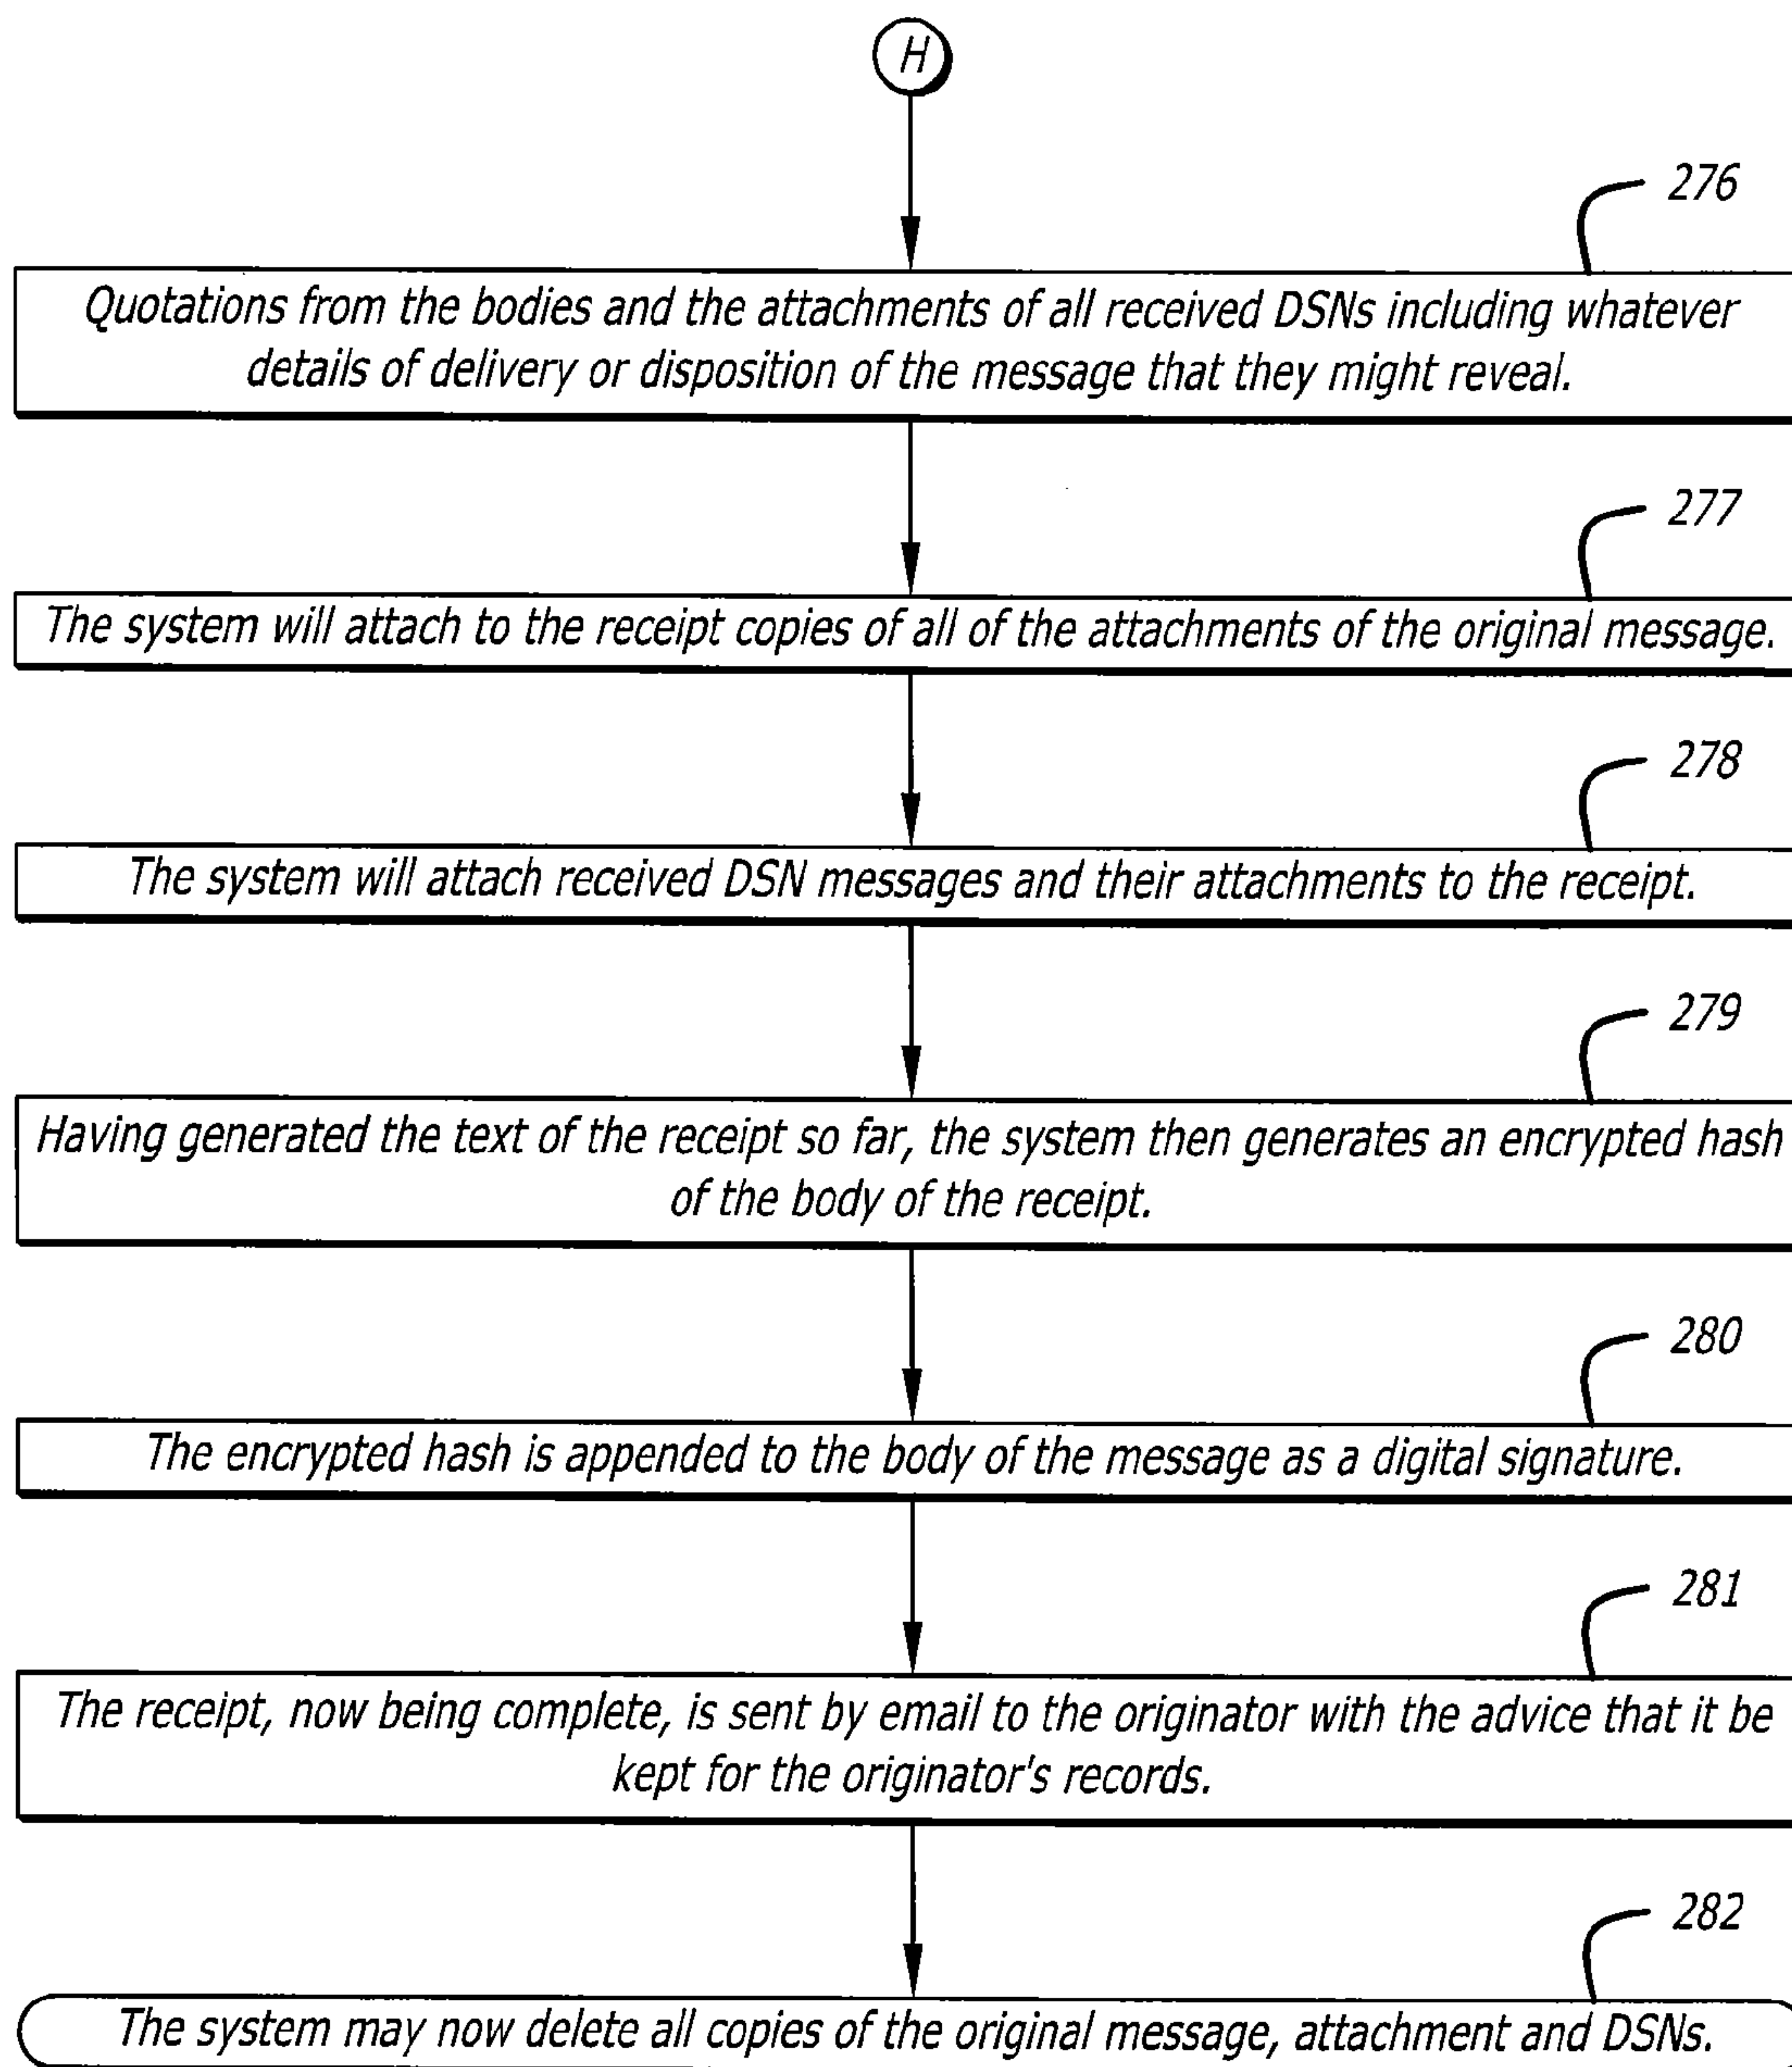 H
276
Quotations from the bodies and the attachments of all received DSNs including whatever
details of delivery or disposition of the message that they might reveal.
277
The system will attach to the receipt copies of all of the attachments of the original message.
278
The system will attach received DSN messages and their attachments to the receipt.
279
Having generated the text of the receipt so far, the system then generates an encrypted hash
of the body of the receipt.
280
The encrypted hash is appended to the body of the message as a digital signature.
281
The receipt, now being complete, is sent by email to the originator with the advice that it be
kept for the originator's records.
282
The system may now delete all copies of the original message, attachment and DSNs.